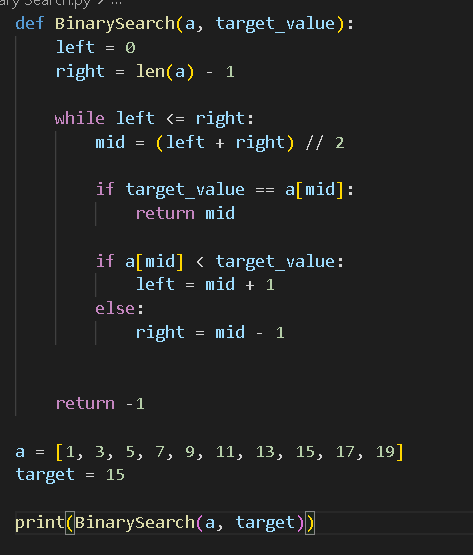 ary Search.py > ...
def BinarySearch(a, target_value):
    left = 0
    right = len(a) - 1
    while left <= right:
        mid = (left + right) // 2
        if target_value == a[mid]:
            return mid
        if a[mid] < target_value:
            left = mid + 1
        else:
            right = mid - 1
    return -1
a = [1, 3, 5, 7, 9, 11, 13, 15, 17, 19]
target = 15
print(BinarySearch(a, target))